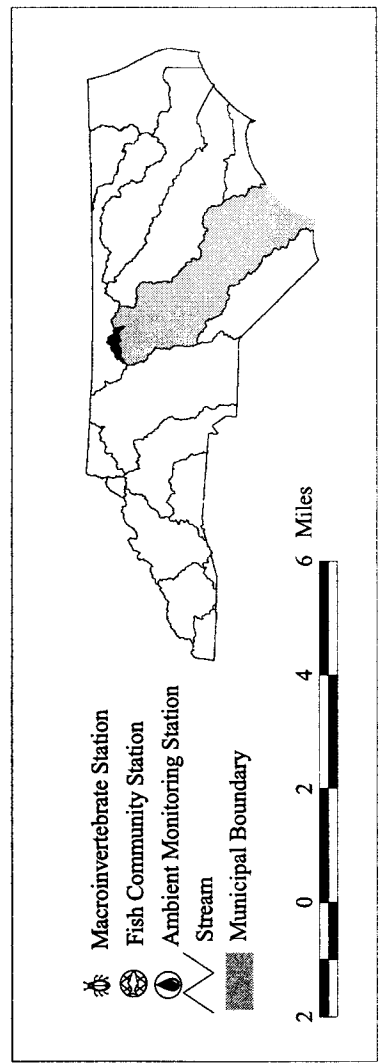 Macroinvertebrate Station
Fish Community Station
Ambient Monitoring Station
Stream
Municipal Boundary
2 0 2 4 6 Miles